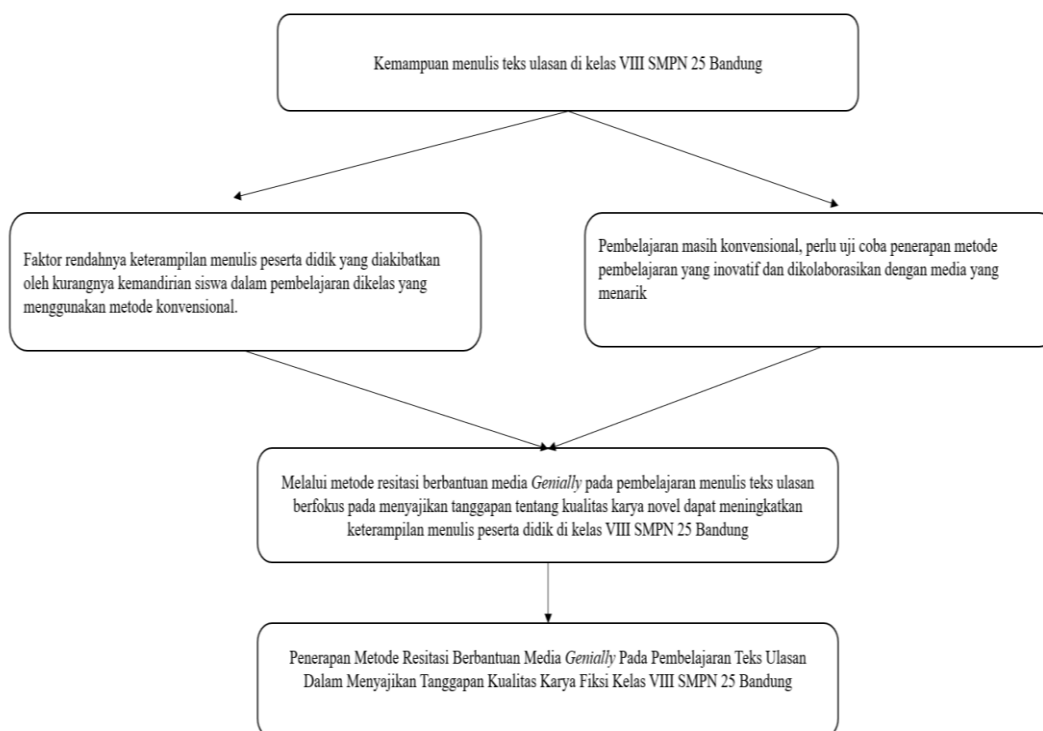 Kemampuan menulis teks ulasan di kelas VIII SMPN 25 Bandung
Faktor rendahnya keterampilan menulis peserta didik yang diakibatkan
oleh kurangnya kemandirian siswa dalam pembelajaran dikelas yang
menggunakan metode konvensional.
Pembelajaran masih konvensional, perlu uji coba penerapan metode
pembelajaran yang inovatif dan dikolaborasikan dengan media yang
menarik
Melalui metode resitasi berbantuan media Genially pada pembelajaran menulis teks ulasan
berfokus pada menyajikan tanggapan tentang kualitas karya novel dapat meningkatkan
keterampilan menulis peserta didik di kelas VIII SMPN 25 Bandung
Penerapan Metode Resitasi Berbantuan Media Genially Pada Pembelajaran Teks Ulasan
Dalam Menyajikan Tanggapan Kualitas Karya Fiksi Kelas VIII SMPN 25 Bandung